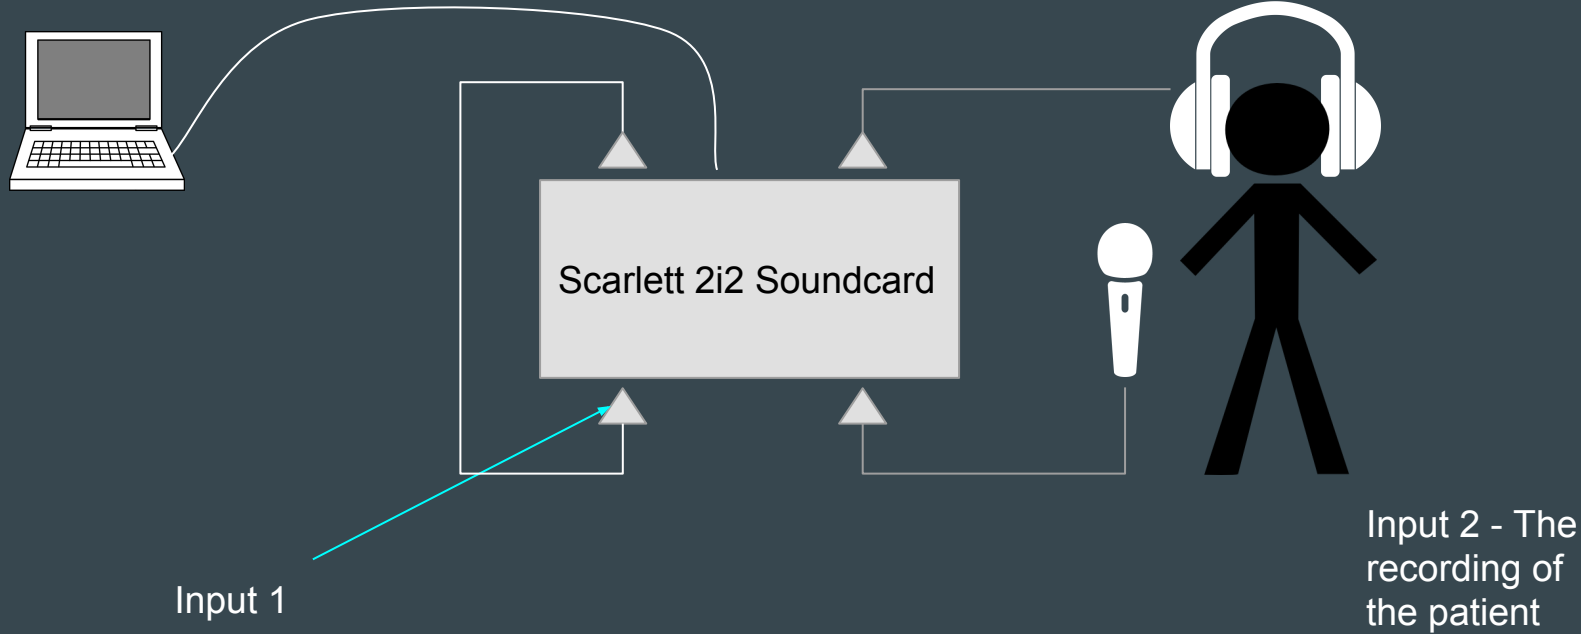 Scarlett 2i2 Soundcard
Input 2 - The
recording of
the patient
Input 1